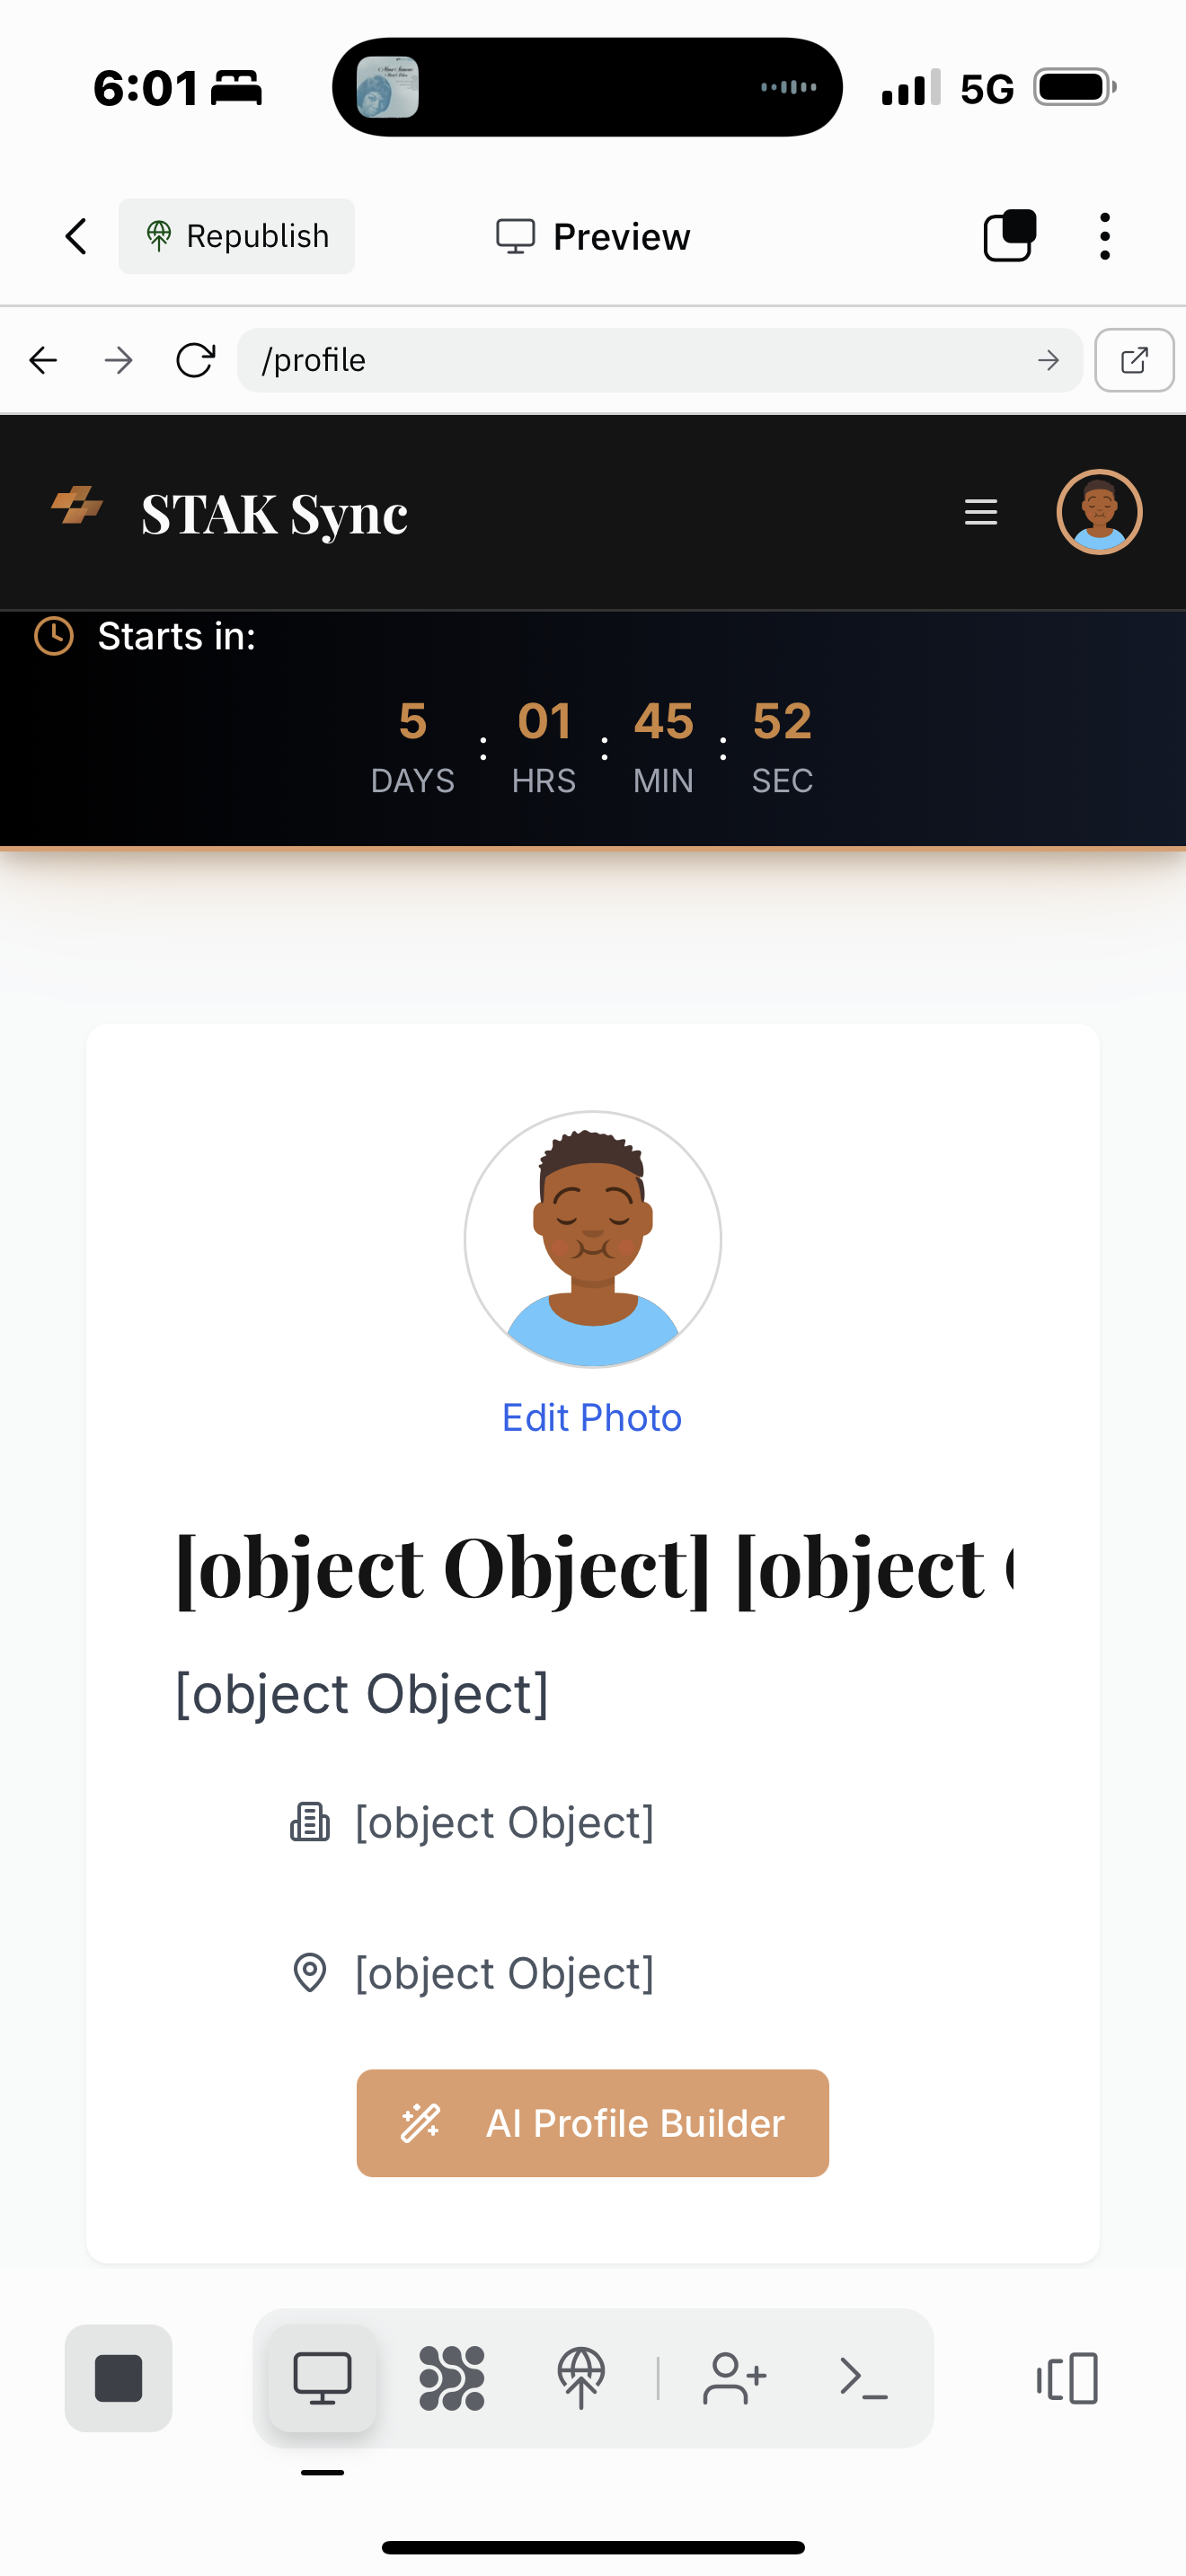 6:01
5G
Republish
Preview
/profile
STAK Sync
Starts in:
5 : 01 : 45 : 52
DAYS HRS MIN SEC
Edit Photo
[object Object] [object
[object Object]
[object Object]
[object Object]
AI Profile Builder